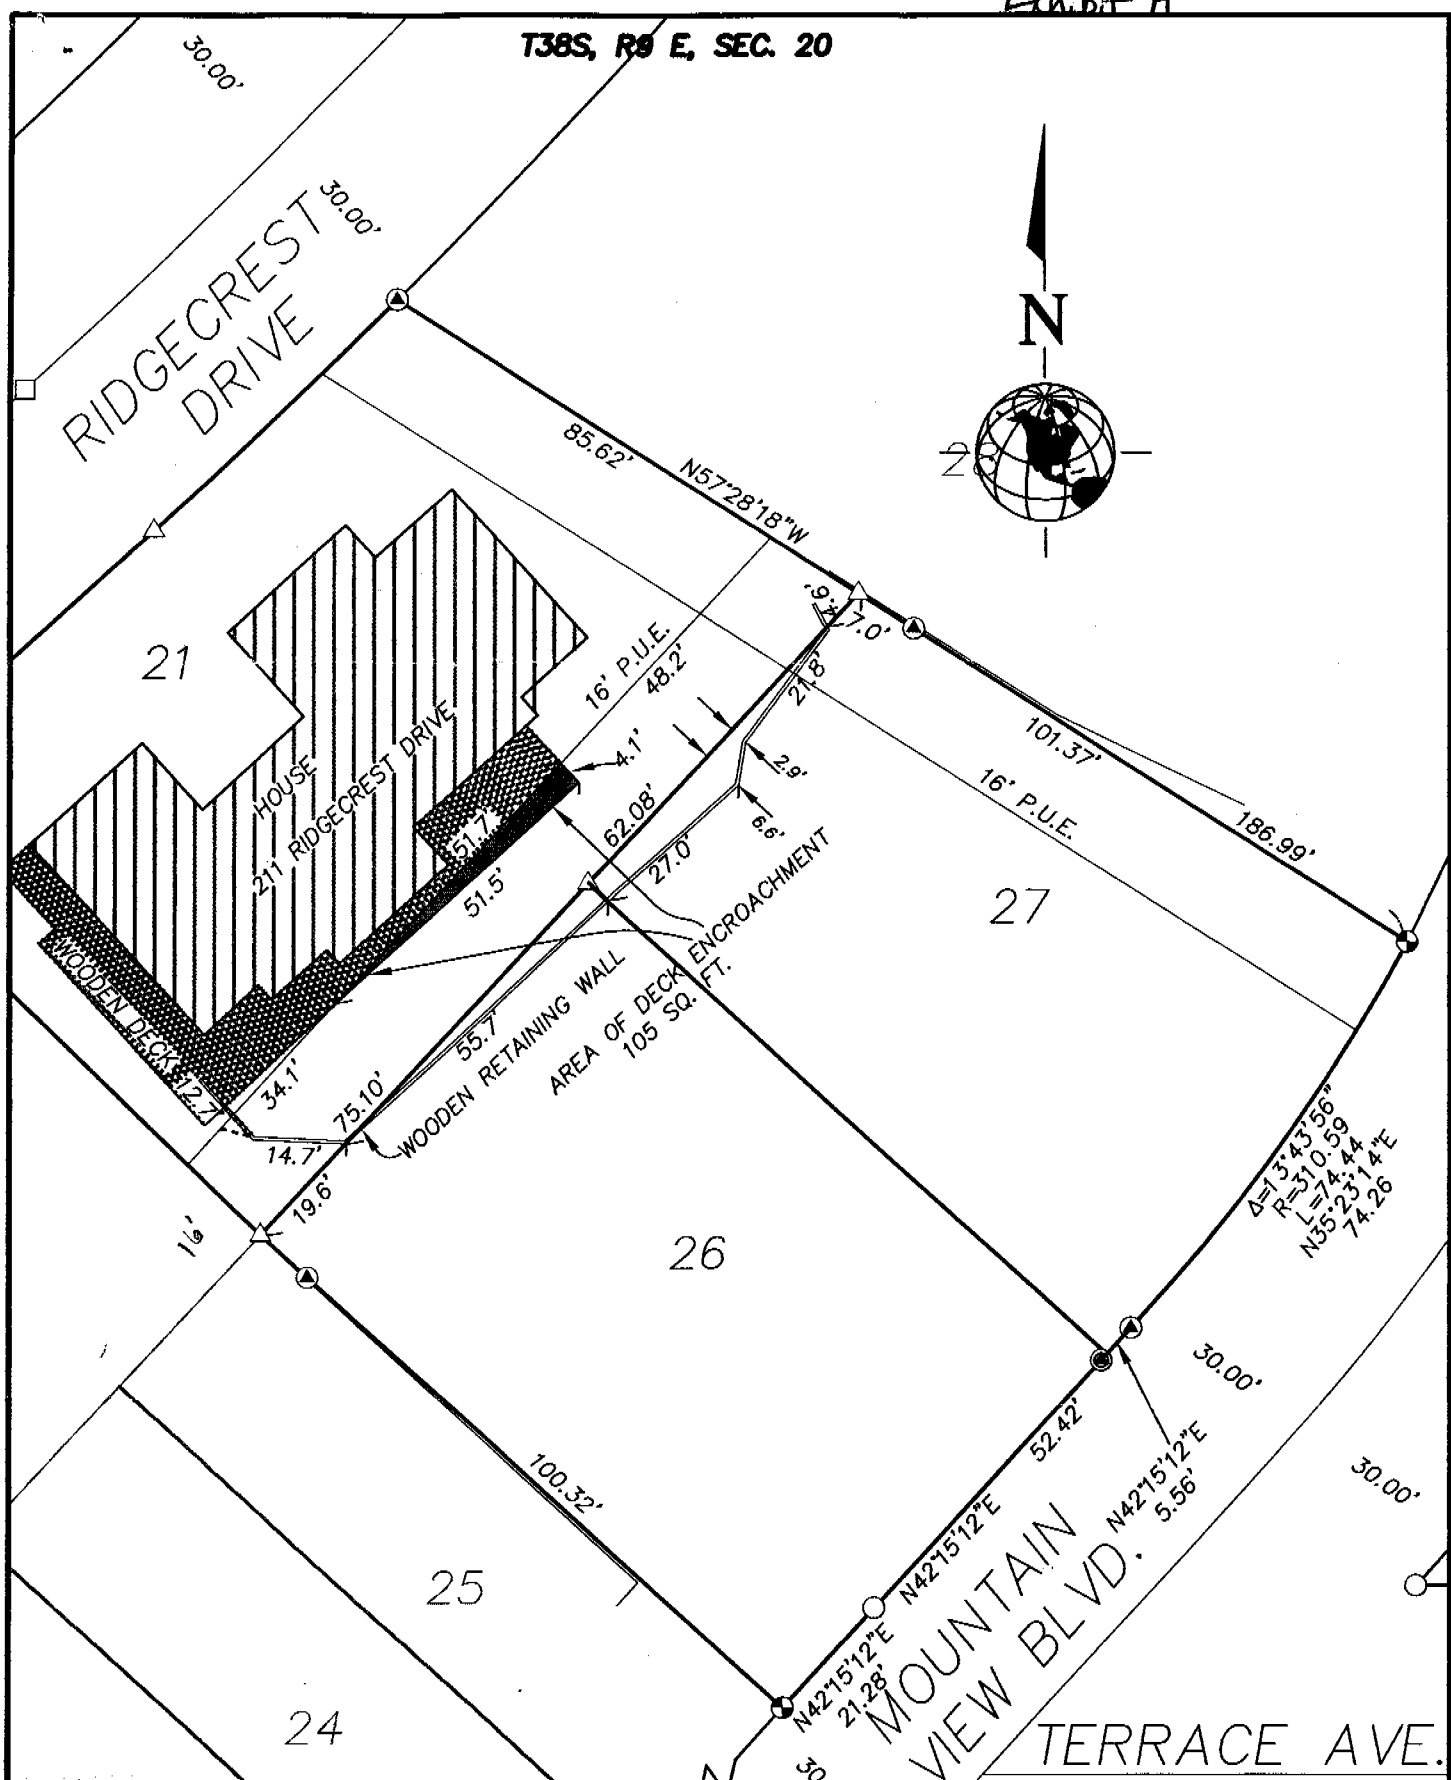 Exhibit A
T38S, R9 E, SEC. 20
30.00'
30.00'
RIDGECREST
DRIVE
N
85.62'
N57°28'18"W
4.6'
7.0'
21
16' P.U.E.
48.2'
21.8'
101.37'
16' P.U.E.
186.99'
4.1'
2.9'
6.6'
HOUSE
211 RIDGECREST DRIVE
62.08'
27.0'
51.7'
51.5'
27
AREA OF DECK ENCROACHMENT
105 SQ. FT.
WOODEN DECK
12.7'
34.1'
55.7'
WOODEN RETAINING WALL
75.10'
14.7'
19.6'
16'
26
Δ=13°43'56"
R=310.59
L=74.44
N35°23'14"E
74.26
30.00'
52.42'
N42°15'12"E
N42°15'12"E
5.56'
30.00'
100.32'
25
MOUNTAIN
VIEW BLVD.
N42°15'12"E
21.28'
24
30
TERRACE AVE.